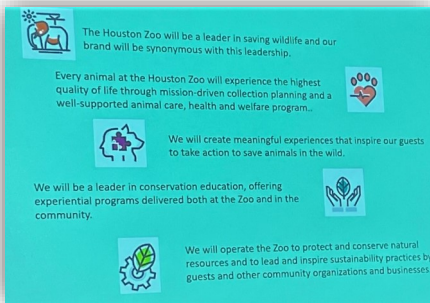 The Houston Zoo will be a leader in saving wildlife and our
brand will be synonymous with this leadership.
Every animal at the Houston Zoo will experience the highest
quality of life through mission-driven collection planning and a
well-supported animal care, health and welfare program..
We will create meaningful experiences that inspire our guests
to take action to save animals in the wild.
We will be a leader in conservation education, offering
experiential programs delivered both at the Zoo and in the
community.
We will operate the Zoo to protect and conserve natural
resources and to lead and inspire sustainability practices by
guests and other community organizations and businesses